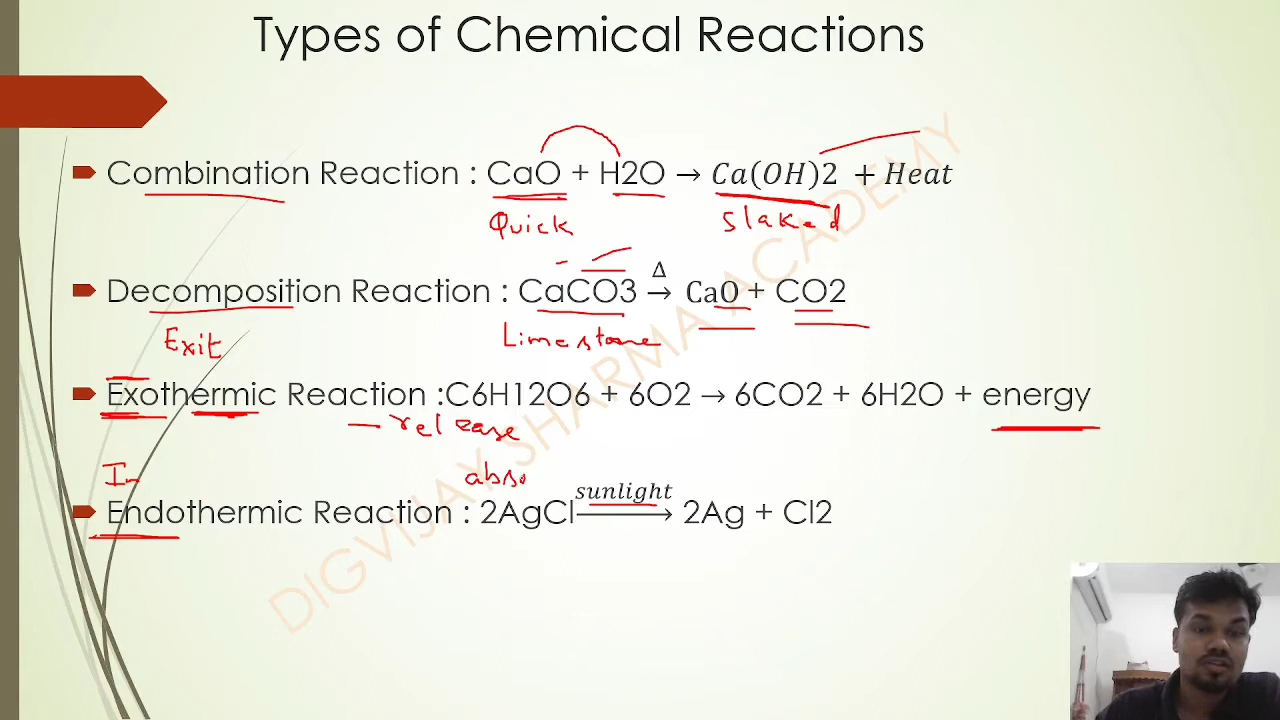 Types of Chemical Reactions
Combination Reaction : CaO + H2O → Ca(OH)2 + Heat
Quick Slaked
Decomposition Reaction : CaCO3 Δ→ CaO + CO2
Exit Limestone
Exothermic Reaction :C6H12O6 + 6O2 → 6CO2 + 6H2O + energy
release
In abso
Endothermic Reaction : 2AgCl sunlight→ 2Ag + Cl2
DIGVIJAY SHARMA ACADEMY